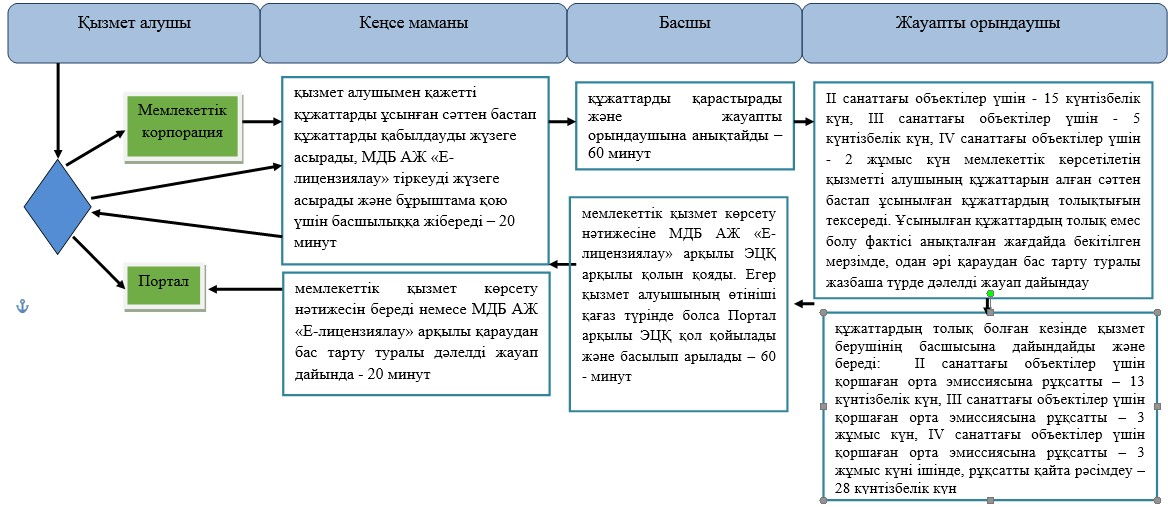 Қызмет алушы
Кеңсе маманы
Басшы
Жауапты орындаушы
Мемлекеттік
корпорация
Портал
қызмет алушымен қажетті
құжаттарды ұсынған сәттен бастап
құжаттарды қабылдауды жүзеге
асырады, МДБ АЖ «Е-
лицензиялау» тіркеуді жүзеге
асырады және бұрыштама қою
үшін басшылыққа жібереді – 20
минут
мемлекеттік қызмет көрсету
нәтижесін береді немесе МДБ АЖ
«Е-лицензиялау» арқылы қараудан
бас тарту туралы дәлелді жауап
дайында - 20 минут
құжаттарды қарастырады
және жауапты
орындаушына анықтайды –
60 минут
мемлекеттік қызмет көрсету
нәтижесіне МДБ АЖ «Е-
лицензиялау» арқылы ЭЦҚ
арқылы қолын қояды. Егер
қызмет алуышының өтініші
қағаз түрінде болса Портал
арқылы ЭЦҚ қол қойылады
және басылып арылады – 60
- минут
II санаттағы объектілер үшін - 15 күнтізбелік
күн, III санаттағы объектілер үшін - 5
күнтізбелік күн, IV санаттағы объектілер үшін
- 2 жұмыс күн мемлекеттік көрсетілетін
қызметті алушының құжаттарын алған сәттен
бастап ұсынылған құжаттардың толықтығын
тексереді. Ұсынылған құжаттардың толық емес
болу фактісі анықталған жағдайда бекітілген
мерзімде, одан әрі қараудан бас тарту туралы
жазбаша түрде дәлелді жауап дайындау
құжаттардың толық болған кезінде қызмет
берушінің басшысына дайындайды және
береді: II санаттағы объектілер үшін
қоршаған орта эмиссиясына рұқсатты – 13
күнтізбелік күн, III санаттағы объектілер үшін
қоршаған орта эмиссиясына рұқсатты – 3
жұмыс күн, IV санаттағы объектілер үшін
қоршаған орта эмиссиясына рұқсатты – 3
жұмыс күні ішінде, рұқсатты қайта рәсімдеу –
28 күнтізбелік күн